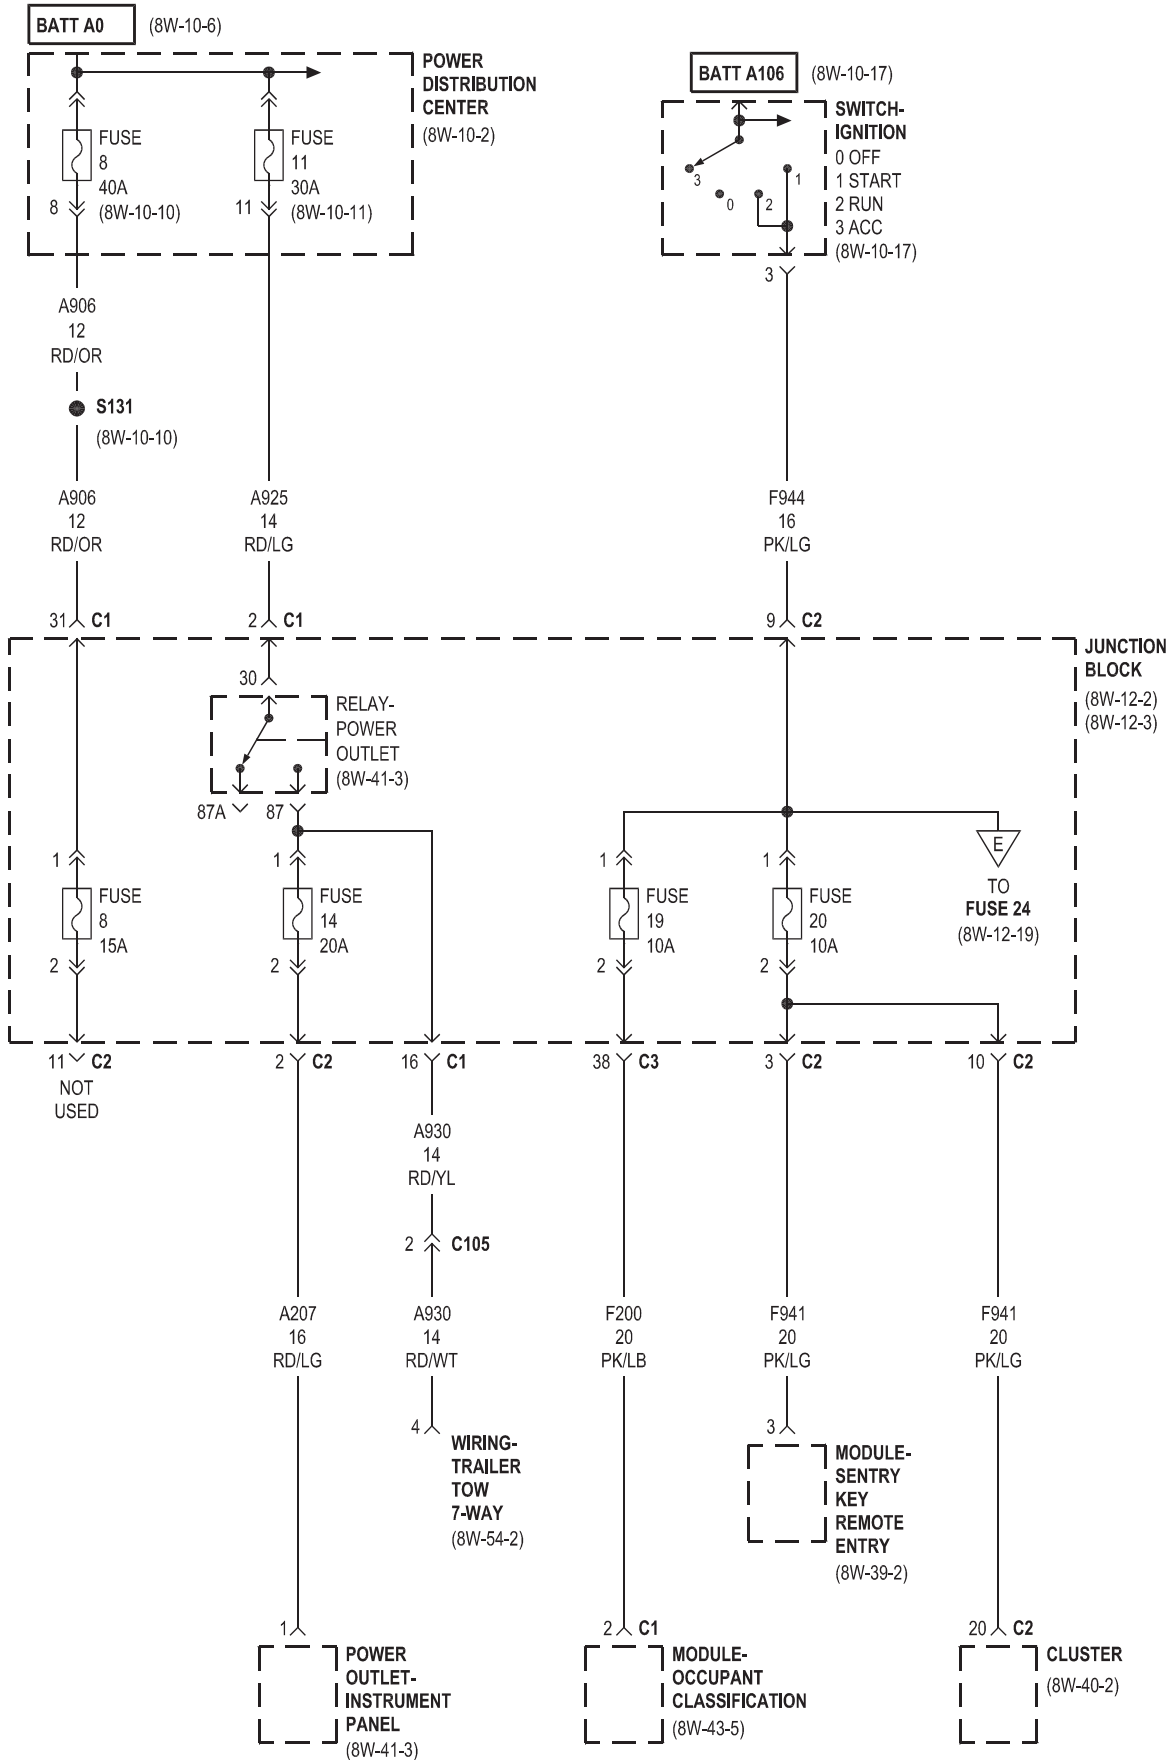 BATT A0
(8W-10-6)
POWER
DISTRIBUTION
CENTER
(8W-10-2)
FUSE
8
40A
(8W-10-10)
8
FUSE
11
30A
(8W-10-11)
11
BATT A106
(8W-10-17)
SWITCH-
IGNITION
0 OFF
1 START
2 RUN
3 ACC
(8W-10-17)
3
0
2
1
3
A906
12
RD/OR
S131
(8W-10-10)
A906
12
RD/OR
A925
14
RD/LG
F944
16
PK/LG
31
C1
2
C1
9
C2
JUNCTION
BLOCK
(8W-12-2)
(8W-12-3)
30
RELAY-
POWER
OUTLET
(8W-41-3)
87A
87
1
FUSE
8
15A
2
1
FUSE
14
20A
2
1
FUSE
19
10A
2
1
FUSE
20
10A
2
E
TO
FUSE 24
(8W-12-19)
11
C2
NOT
USED
2
C2
16
C1
38
C3
3
C2
10
C2
A930
14
RD/YL
2
C105
A207
16
RD/LG
A930
14
RD/WT
F200
20
PK/LB
F941
20
PK/LG
F941
20
PK/LG
4
WIRING-
TRAILER
TOW
7-WAY
(8W-54-2)
3
MODULE-
SENTRY
KEY
REMOTE
ENTRY
(8W-39-2)
1
POWER
OUTLET-
INSTRUMENT
PANEL
(8W-41-3)
2
C1
MODULE-
OCCUPANT
CLASSIFICATION
(8W-43-5)
20
C2
CLUSTER
(8W-40-2)